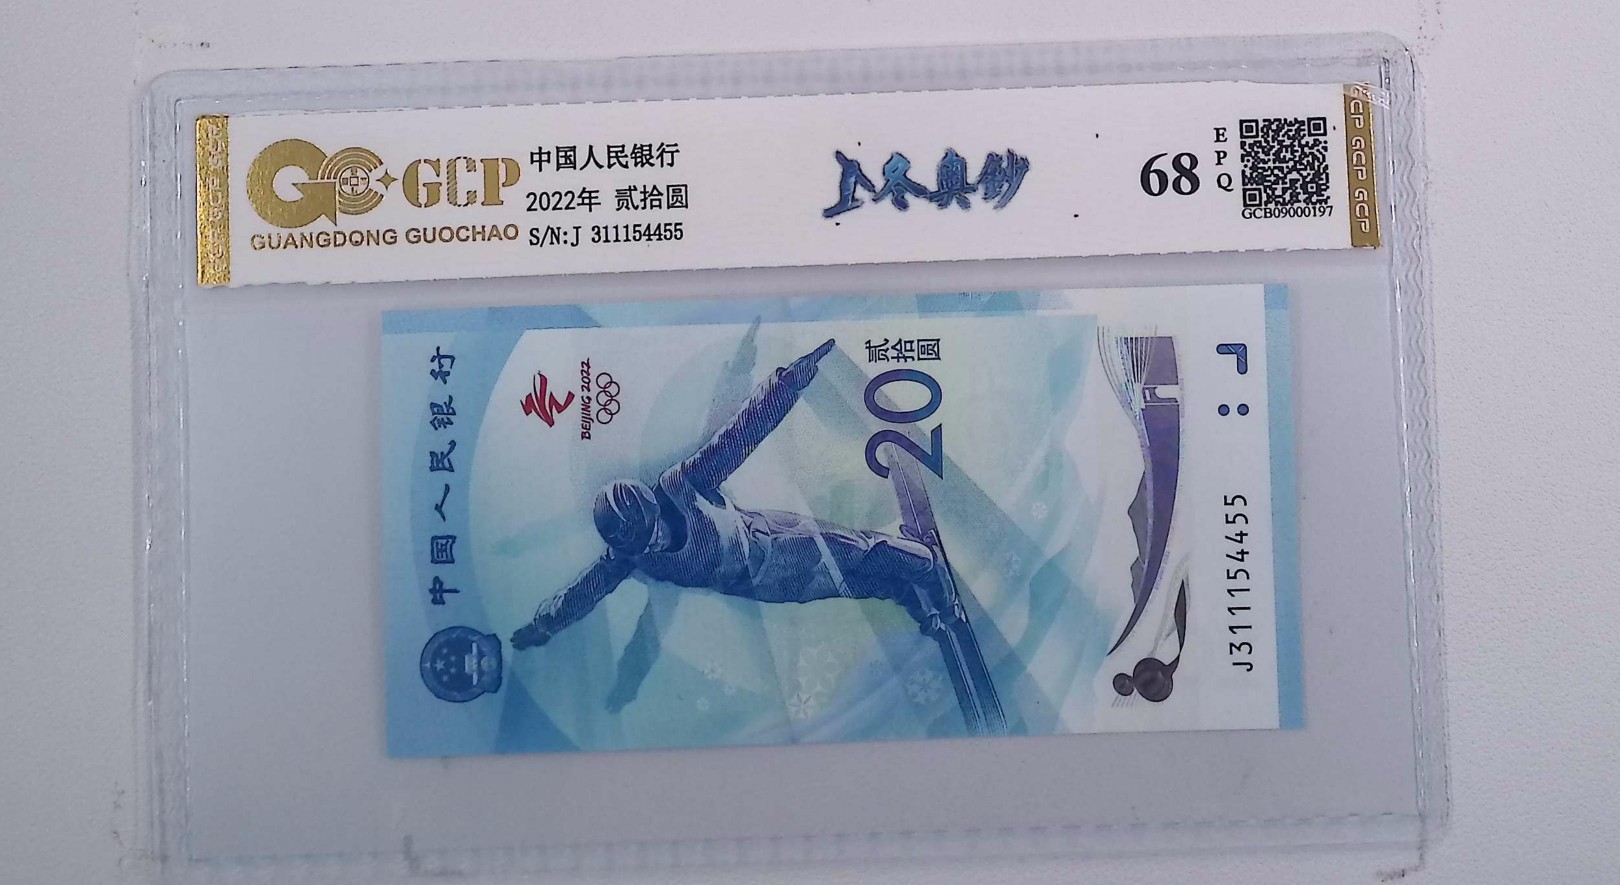 GCP
GUANGDONG GUOCHAO
中国人民银行
2022年 贰拾圆
S/N:J 311154455
冬奥钞
68
EPQ
GCB09000197
GCP GCP GCP
中国人民银行
BEIJING 2022
贰拾圆
20
J
J311154455